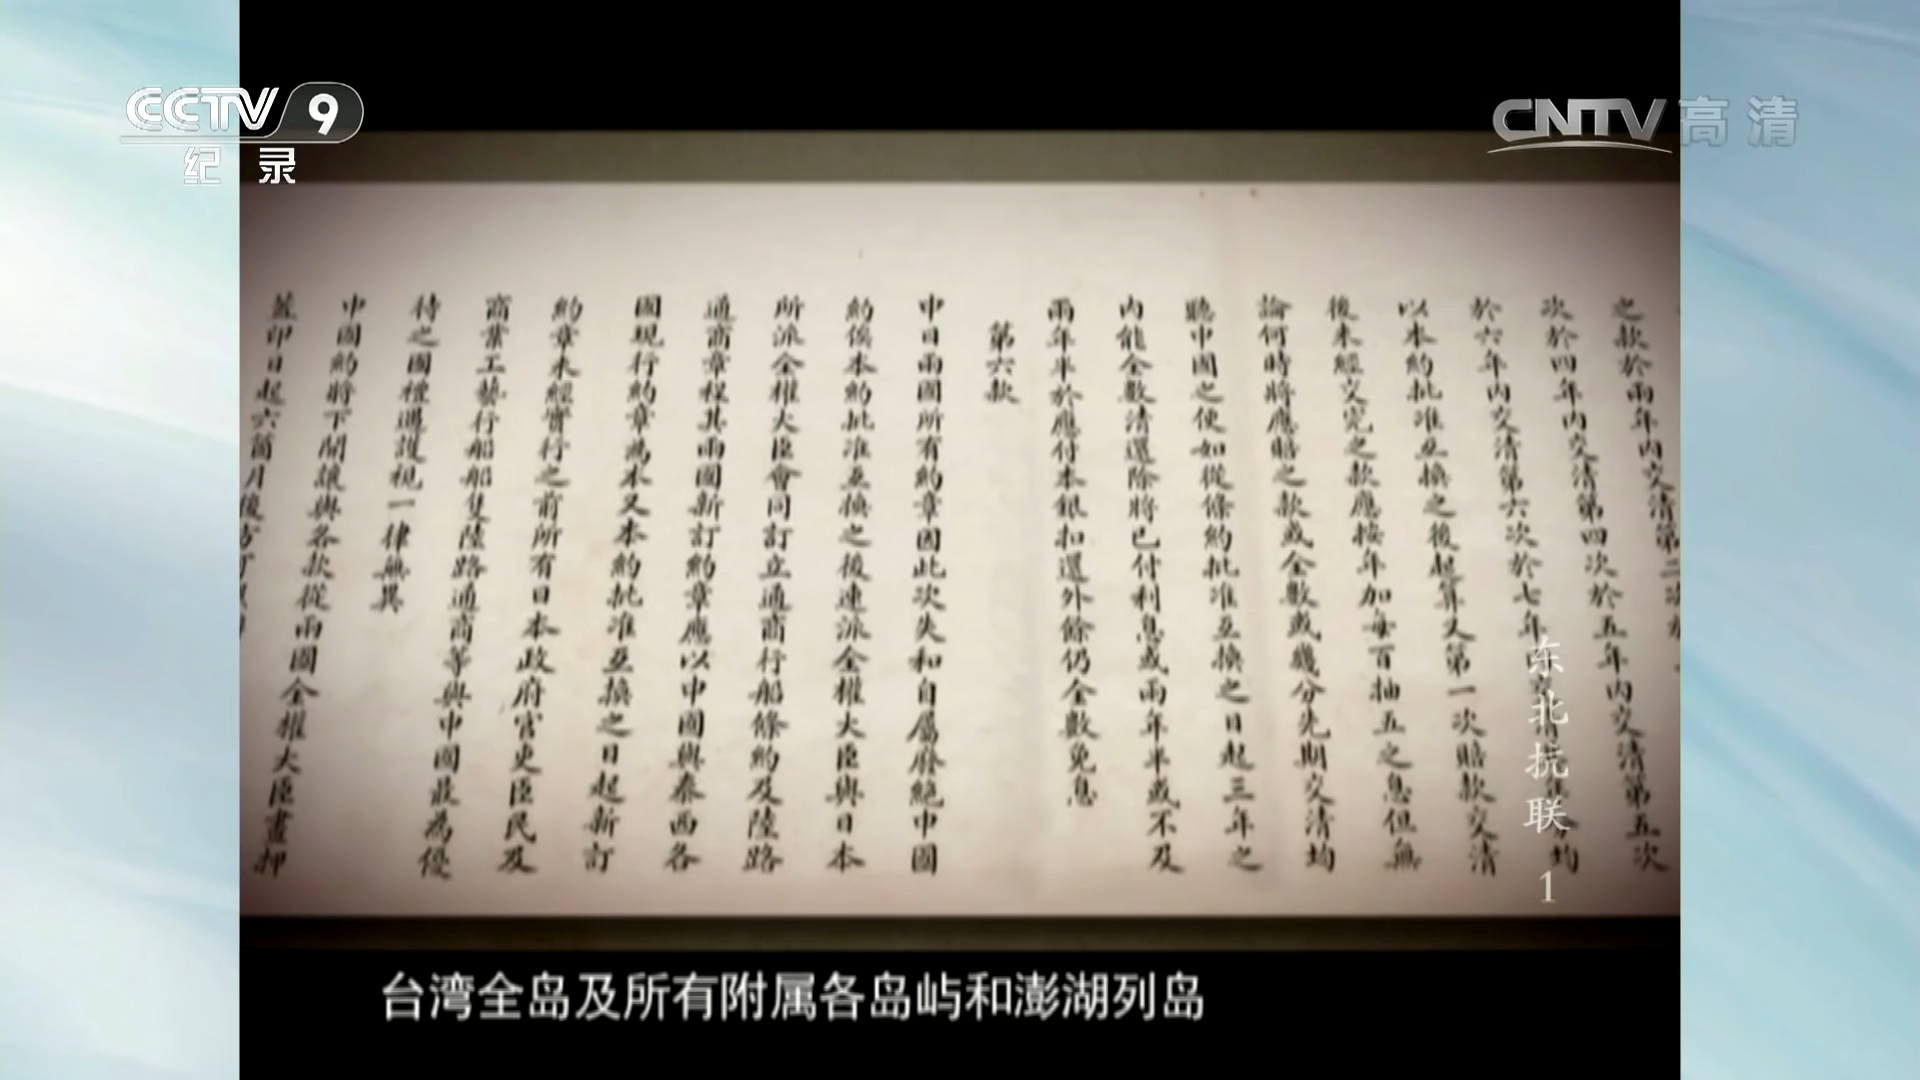 CCTV 9
纪录
CNTV高清
之款於兩年內交清第二次於
次於四年內交清第四次於五年內交清第五次
於六年內交清第六次於七年
以本約批准互換之後起算又第一次賠款交清
後未經交完之款應按年加每百抽五之息但無
論何時將應賠之款或全數或幾分先期交清均
聽中國之便如從條約批准互換之日起三年之
內能全數清還除將已付利息或兩年半或不及
兩年半於應付本銀扣還外餘仍全數免息
第六款
中日兩國所有約章因此次失和自屬廢絕中國
約俟本約批准互換之後速派全權大臣與日本
所派全權大臣會同訂立通商行船條約及陸路
通商章程其兩國新訂約章應以中國與泰西各
國現行約章為本又本約批准互換之日起新訂
約章未經實行之前所有日本政府官吏臣民及
商業工藝行船船隻陸路通商等與中國最為優
待之國禮遇護視一律無異
中國約將下開讓與各款從兩國全權大臣畫押
蓋印日起六箇月後
东北抗联 1
台湾全岛及所有附属各岛屿和澎湖列岛